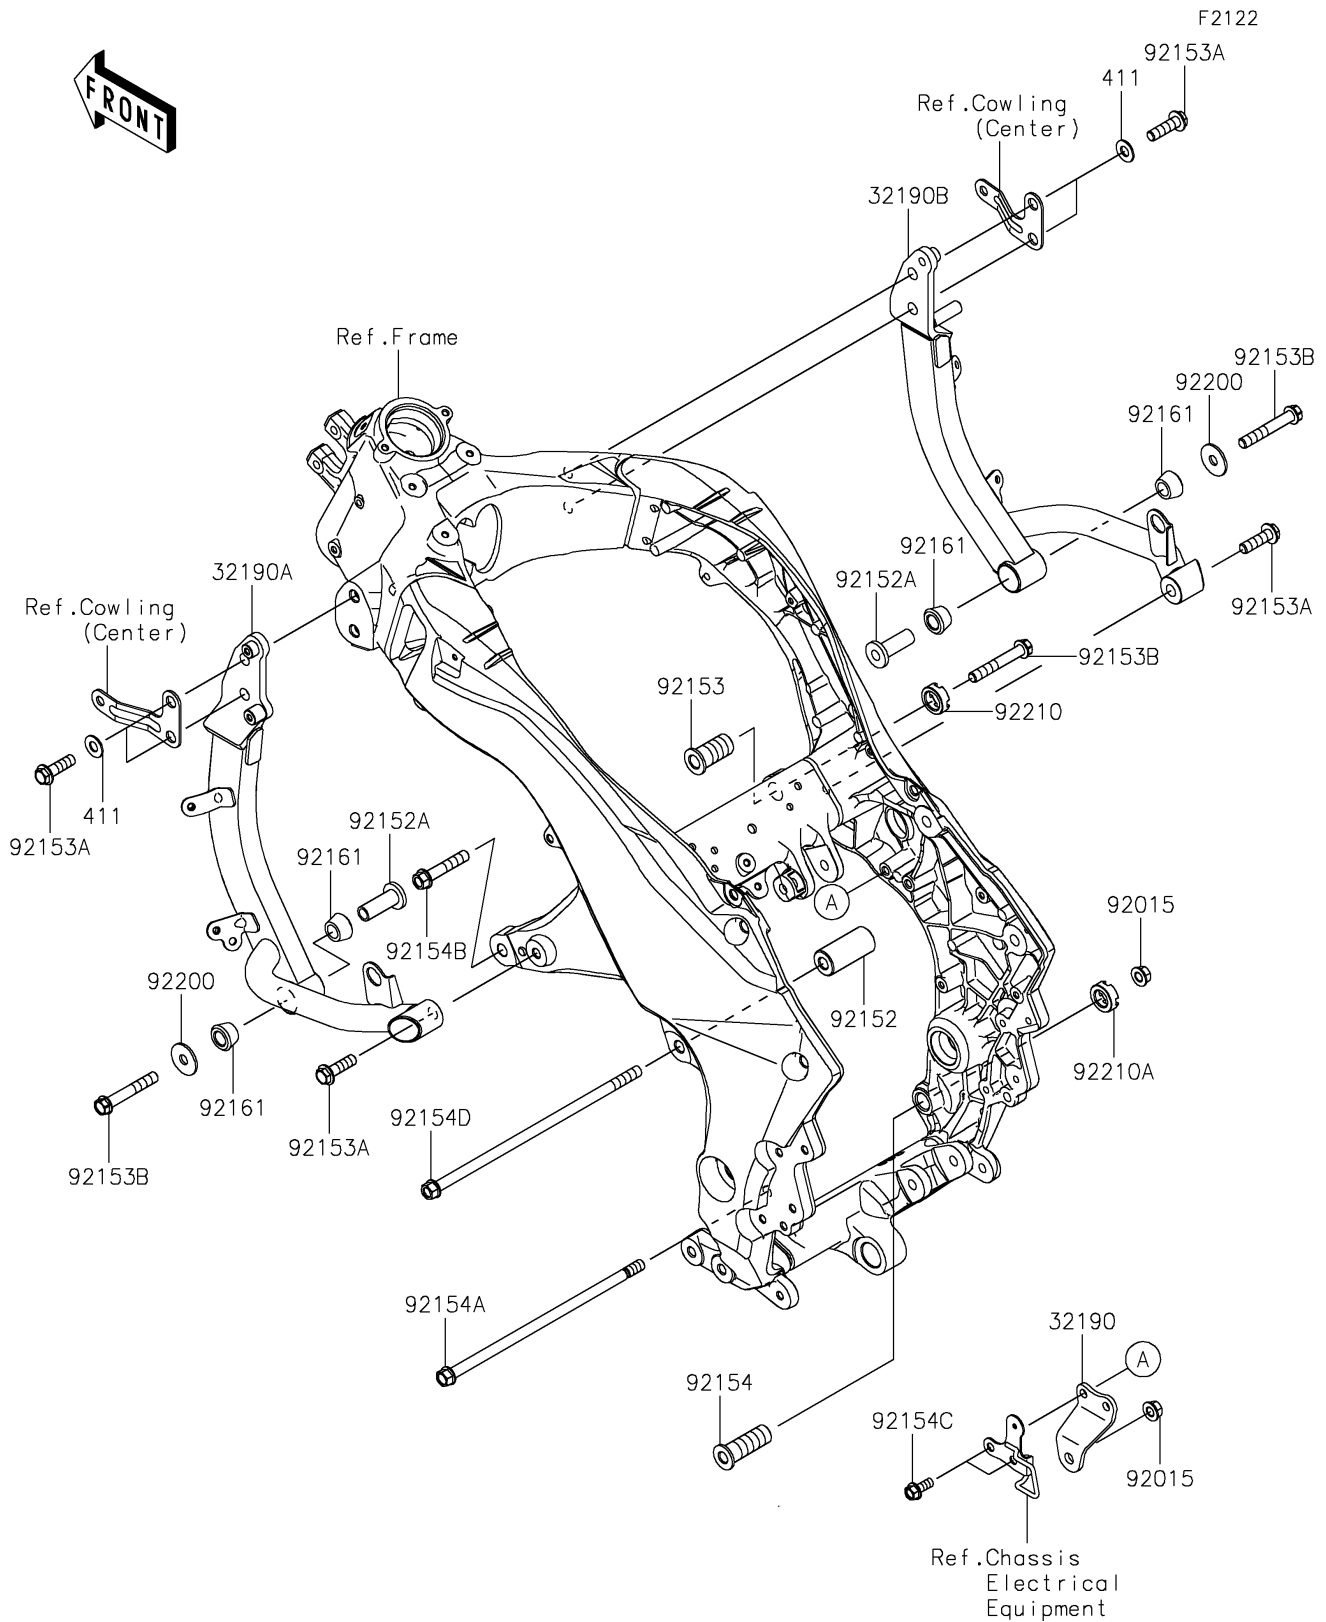 F2122
92153A
411
Ref.Cowling
(Center)
32190B
FRONT
Ref.Frame
92153B
92200
92161
92161
92152A
92153A
32190A
Ref.Cowling
(Center)
92153B
92153
92210
411
92153A
92152A
92161
92154B
A
92015
92200
92152
92210A
92161
92154D
92153A
92153B
92154A
32190
A
92154
92154C
92015
Ref.Chassis
Electrical
Equipment